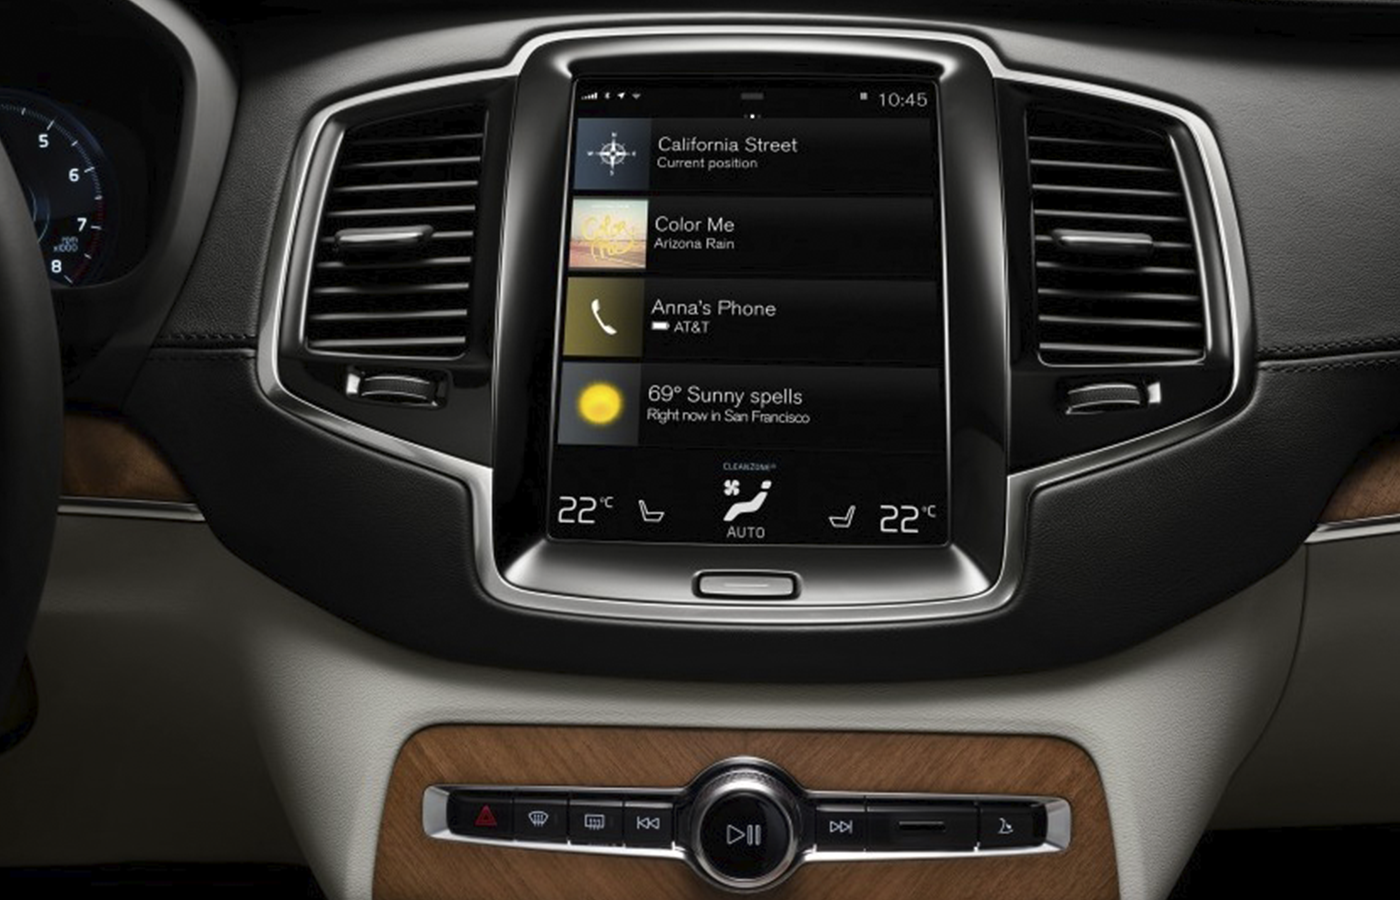 10:45
California Street
Current position
Color Me
Arizona Rain
Anna's Phone
AT&T
69° Sunny spells
Right now in San Francisco
CLEANZONE
22°C
AUTO
22°C
5
6
7
x1000
8